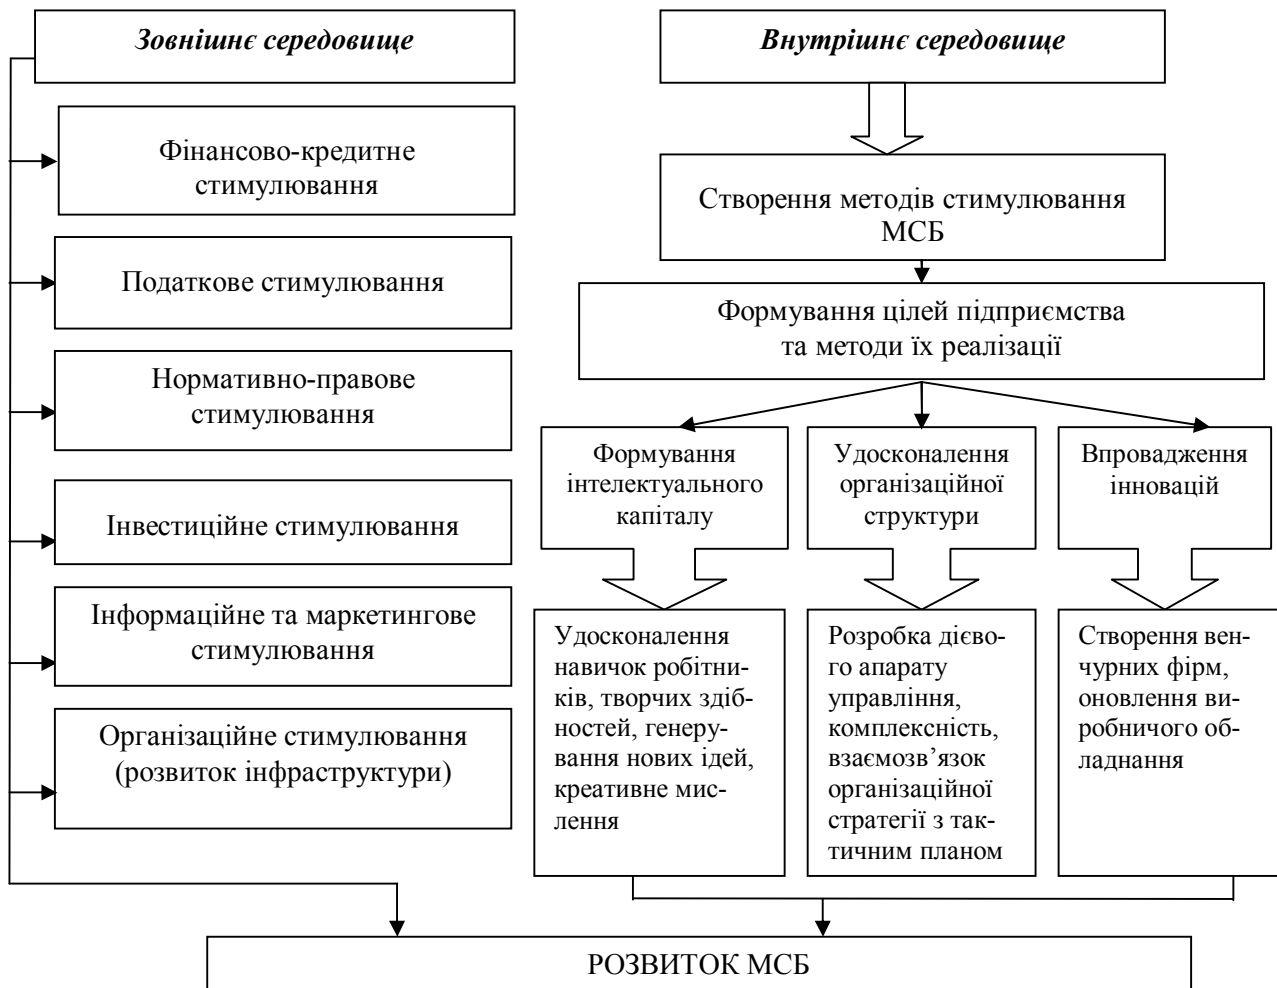 Зовнішнє середовище
Фінансово-кредитне
стимулювання
Податкове стимулювання
Нормативно-правове
стимулювання
Інвестиційне стимулювання
Інформаційне та маркетингове
стимулювання
Організаційне стимулювання
(розвиток інфраструктури)
Внутрішнє середовище
Створення методів стимулювання
МСБ
Формування цілей підприємства
та методи їх реалізації
Формування
інтелектуального
капіталу
Удосконалення
організаційної
структури
Впровадження
інновацій
Удосконалення
навичок робітни-
ків, творчих здіб-
ностей, генеру-
вання нових ідей,
креативне мис-
лення
Розробка дієво-
го апарату
управління,
комплексність,
взаємозв’язок
організаційної
стратегії з так-
тичним планом
Створення вен-
чурних фірм,
оновлення ви-
робничого об-
ладнання
РОЗВИТОК МСБ